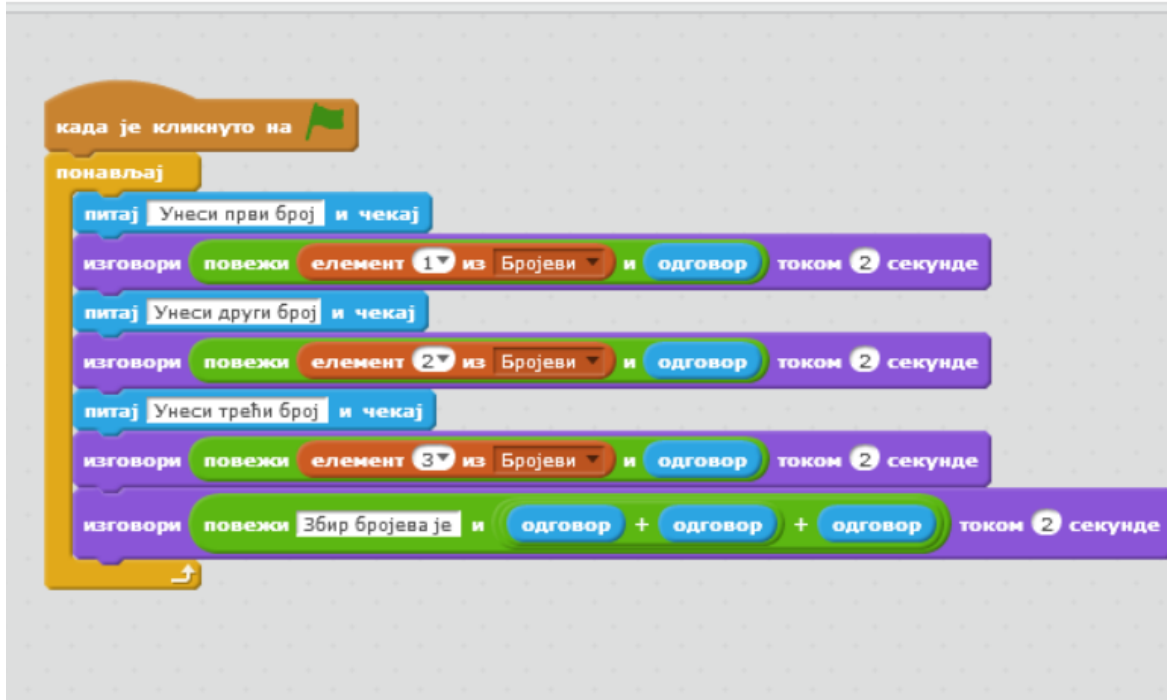 када је кликнуто на
понављај
питај Унеси први број и чекај
изговори повежи елемент 1 из Бројеви и одговор током 2 секунде
питај Унеси други број и чекај
изговори повежи елемент 2 из Бројеви и одговор током 2 секунде
питај Унеси трећи број и чекај
изговори повежи елемент 3 из Бројеви и одговор током 2 секунде
изговори повежи Збир бројева је и одговор + одговор + одговор током 2 секунде